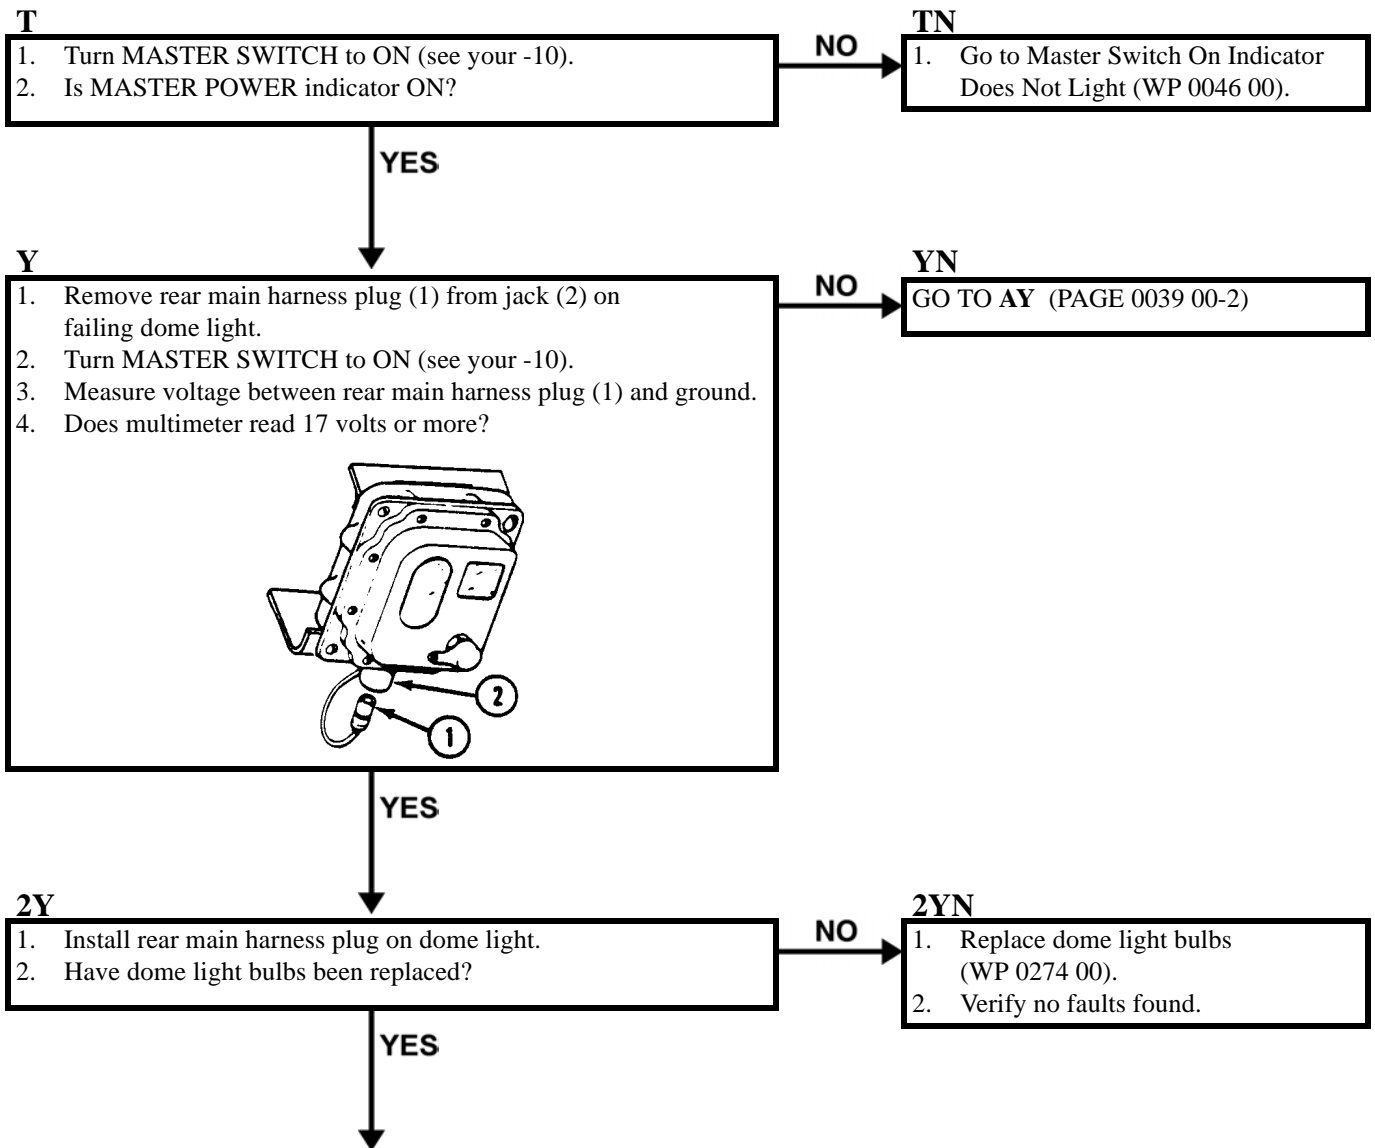 T
1. Turn MASTER SWITCH to ON (see your -10).
2. Is MASTER POWER indicator ON?
NO
TN
1. Go to Master Switch On Indicator
Does Not Light (WP 0046 00).
YES
Y
1. Remove rear main harness plug (1) from jack (2) on
failing dome light.
2. Turn MASTER SWITCH to ON (see your -10).
3. Measure voltage between rear main harness plug (1) and ground.
4. Does multimeter read 17 volts or more?
2
1
NO
YN
GO TO AY (PAGE 0039 00-2)
YES
2Y
1. Install rear main harness plug on dome light.
2. Have dome light bulbs been replaced?
NO
2YN
1. Replace dome light bulbs
(WP 0274 00).
2. Verify no faults found.
YES